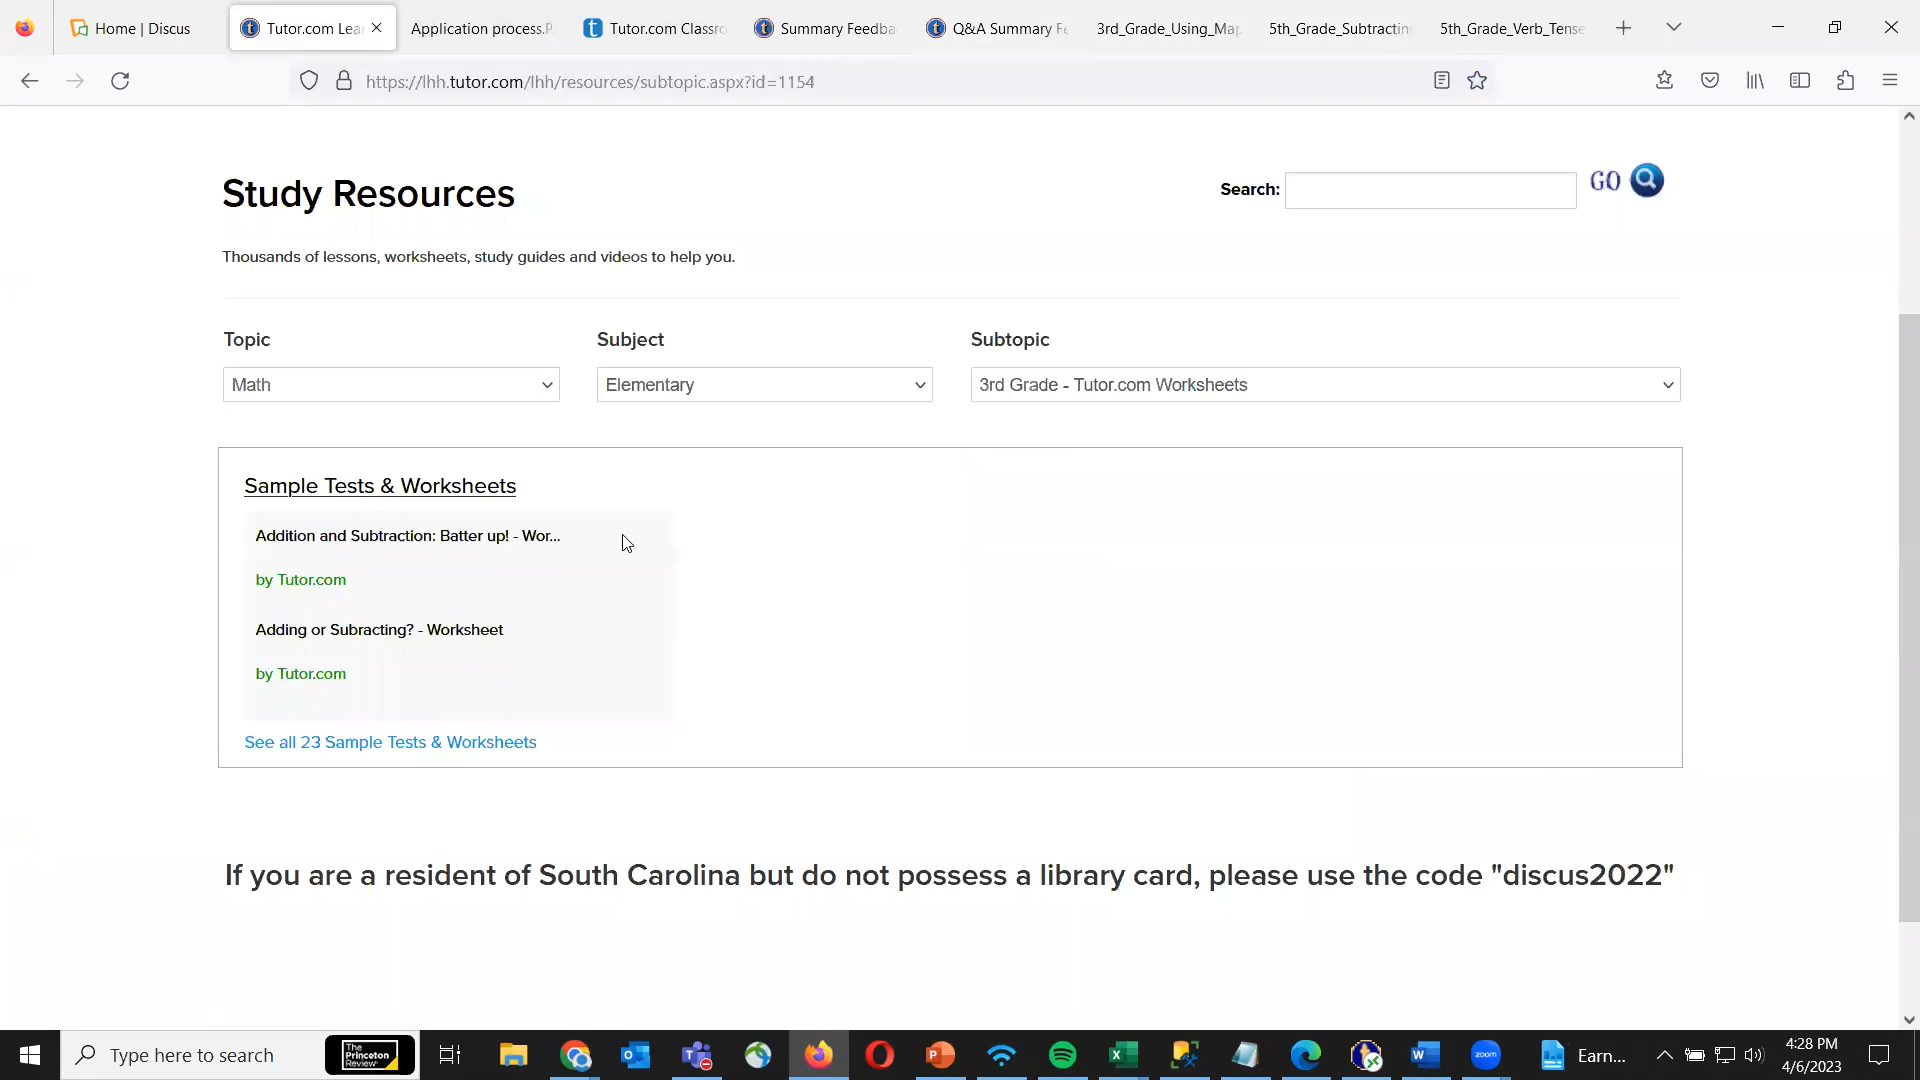 Home | Discus
Tutor.com Lea
Application process.P
Tutor.com Classro
Summary Feedba
Q&A Summary Fe
3rd_Grade_Using_Map
5th_Grade_Subtractin
5th_Grade_Verb_Tense
https://lhh.tutor.com/lhh/resources/subtopic.aspx?id=1154
Study Resources
Search:
GO
Thousands of lessons, worksheets, study guides and videos to help you.
Topic
Subject
Subtopic
Math
Elementary
3rd Grade - Tutor.com Worksheets
Sample Tests & Worksheets
Addition and Subtraction: Batter up! - Wor...
by Tutor.com
Adding or Subracting? - Worksheet
by Tutor.com
See all 23 Sample Tests & Worksheets
If you are a resident of South Carolina but do not possess a library card, please use the code "discus2022"
Type here to search
The
Princeton
Review
zoom
Earn...
4:28 PM
4/6/2023